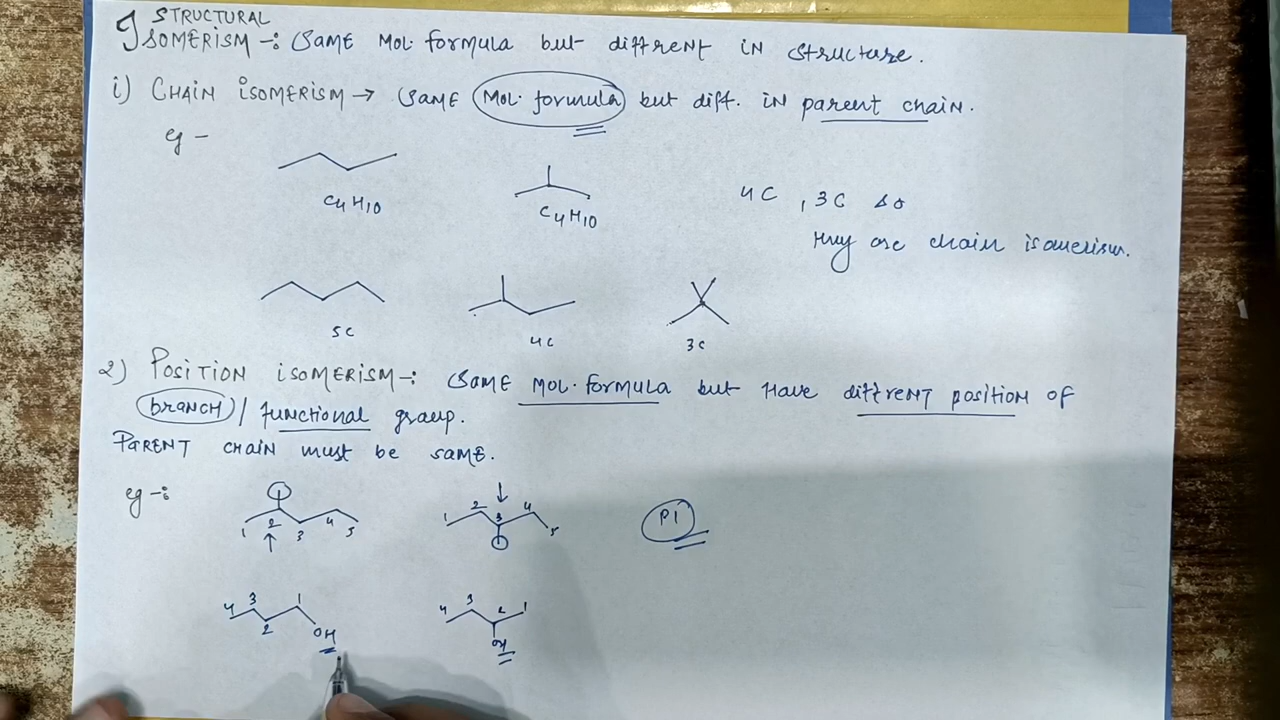 STRUCTURAL
ISOMERISM -: SAME MOL. formula but different in structure.
i) CHAIN isomERISM → SAME MOL. formula but diff. in parent chain.
eg -
C4H10
C4H10
4C , 3C so
they are chain isomerism.
5C
4C
3C
2) Position isomERISM -: SAME MOL. formula but Have different position of
brANCH / functional group.
PARENT chain must be same.
eg -:
1 2 3 4 5
1 2 3 4 5
PI
4 3 2 1
OH
4 3 2 1
OH